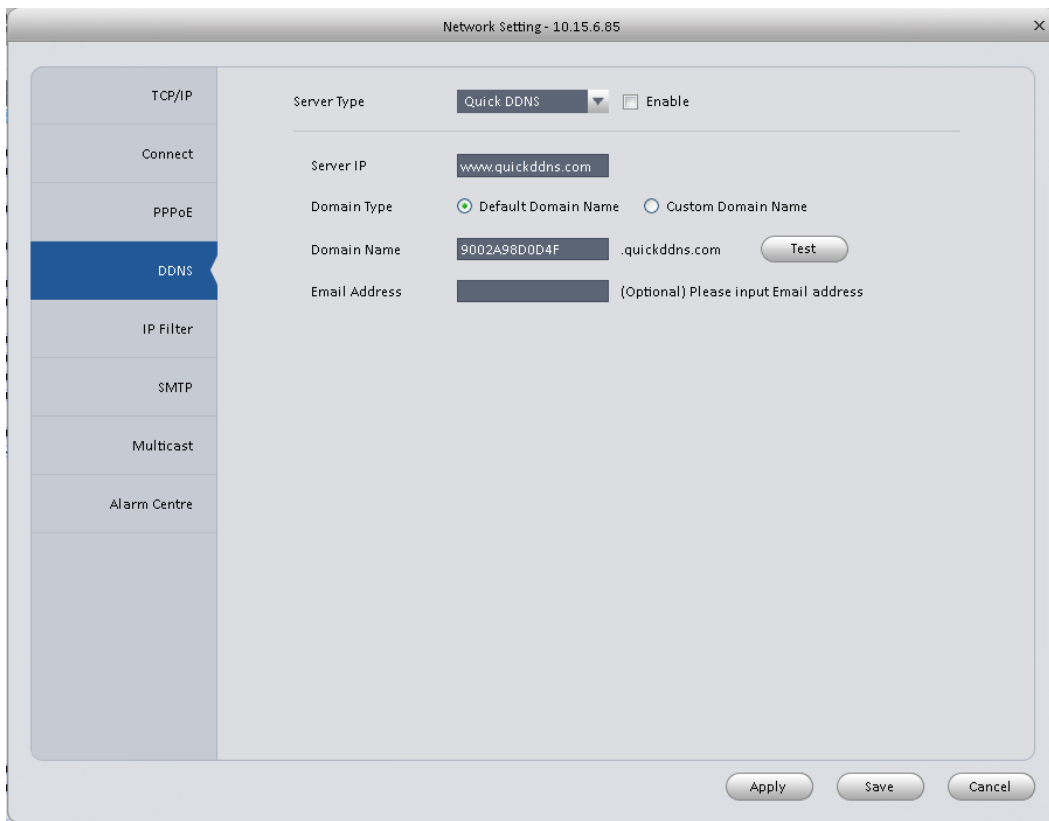 Network Setting - 10.15.6.85
TCP/IP
Connect
PPPoE
DDNS
IP Filter
SMTP
Multicast
Alarm Centre
Server Type Quick DDNS Enable
Server IP www.quickddns.com
Domain Type Default Domain Name Custom Domain Name
Domain Name 9002A98D0D4F .quickddns.com Test
Email Address (Optional) Please input Email address
Apply Save Cancel